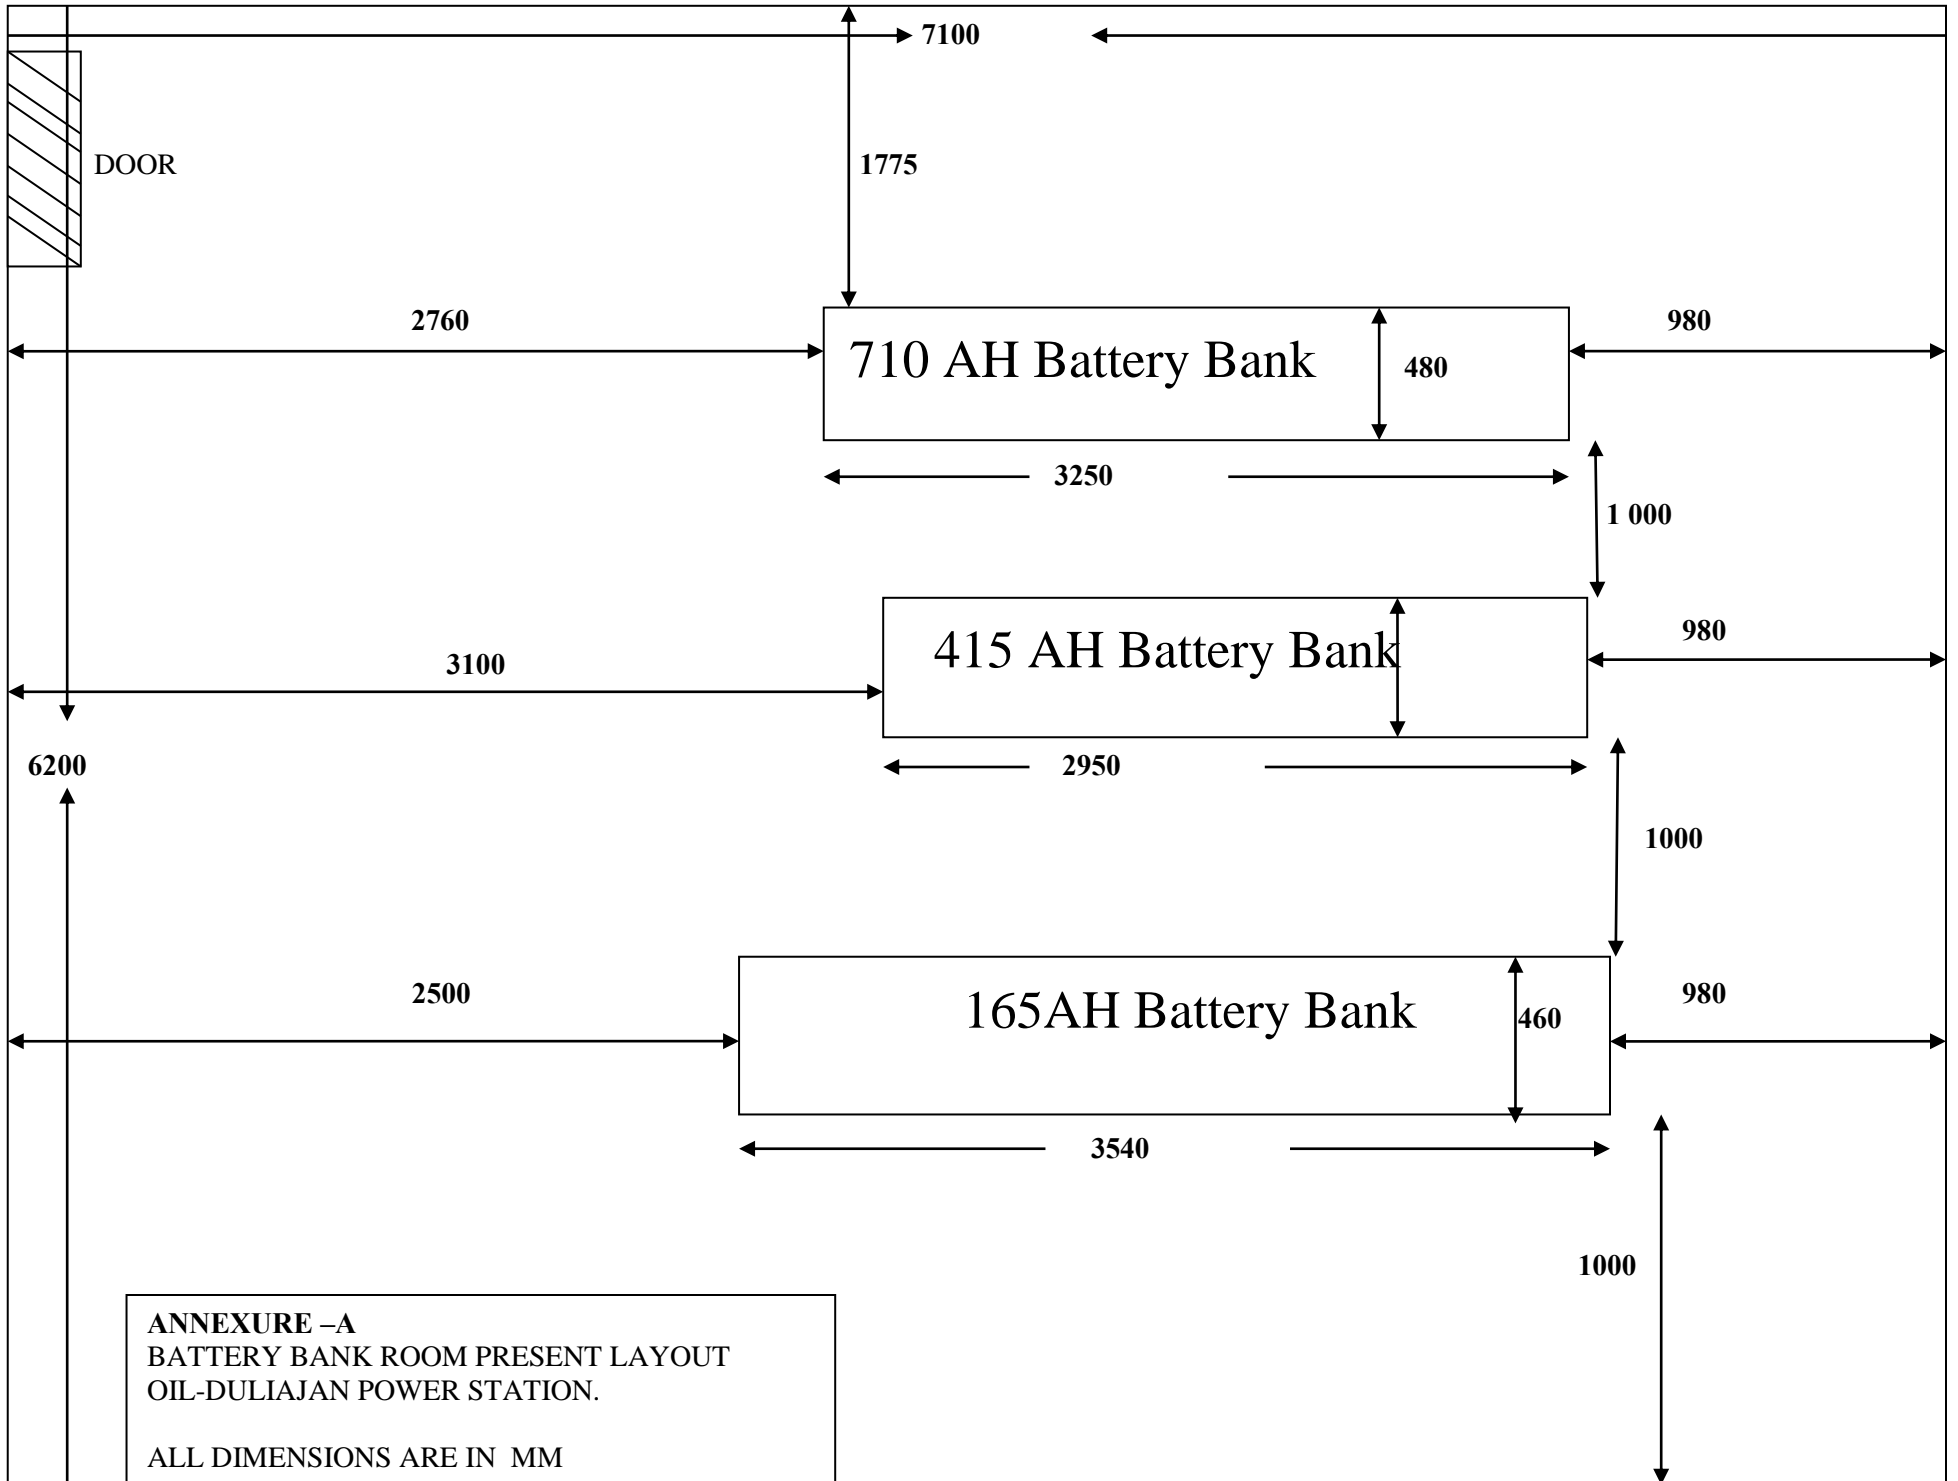 7100
DOOR
1775
2760
980
710 AH Battery Bank
480
3250
1 000
980
415 AH Battery Bank
3100
6200
2950
1000
2500
980
165AH Battery Bank
460
3540
1000
ANNEXURE –A
BATTERY BANK ROOM PRESENT LAYOUT
OIL-DULIAJAN POWER STATION.
ALL DIMENSIONS ARE IN MM